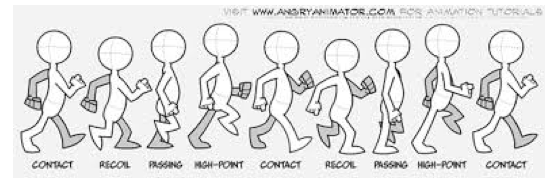 VISIT WWW.ANGRYANIMATOR.COM FOR ANIMATION TUTORIALS
CONTACT RECOIL PASSING HIGH-POINT CONTACT RECOIL PASSING HIGH-POINT CONTACT